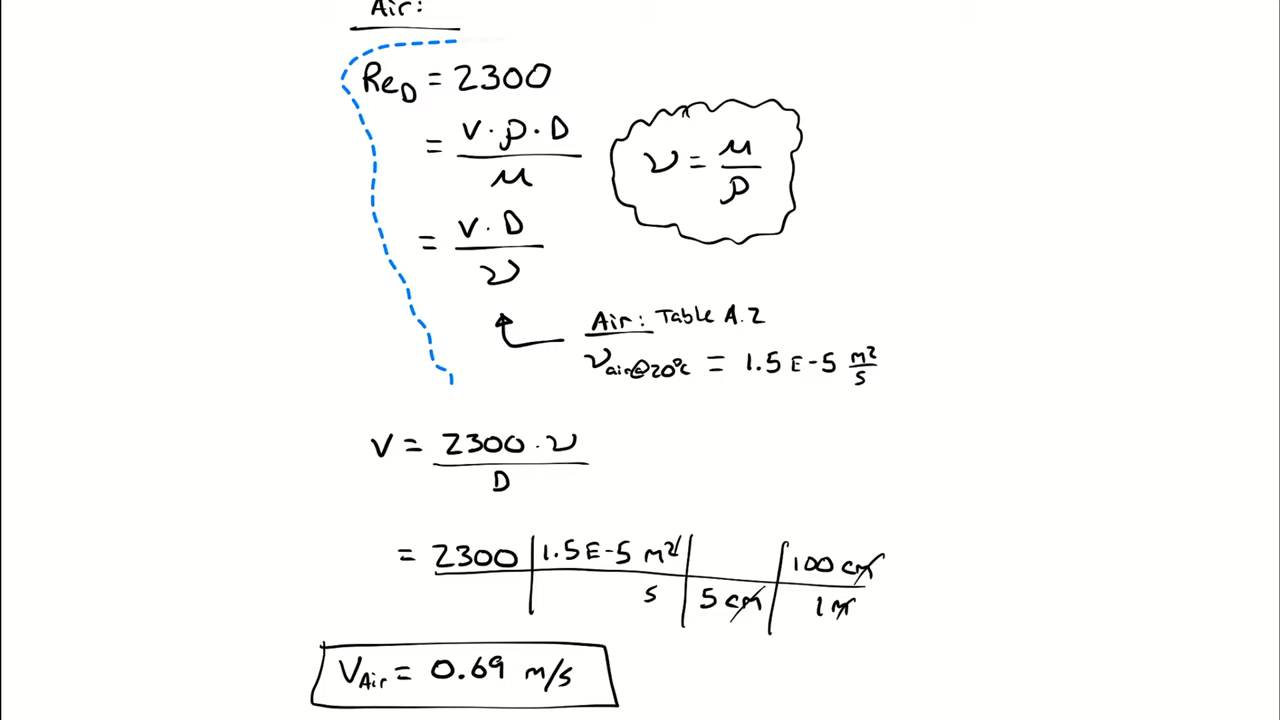 Air:
Re_D = 2300
= V · ρ · D / μ
ν = μ / ρ
= V · D / ν
Air: Table A.2
ν_air@20°C = 1.5 E-5 m²/s
V = 2300 · ν / D
= 2300 | 1.5 E-5 m² / s | / 5 cm | 100 cm / 1 m
V_Air = 0.69 m/s